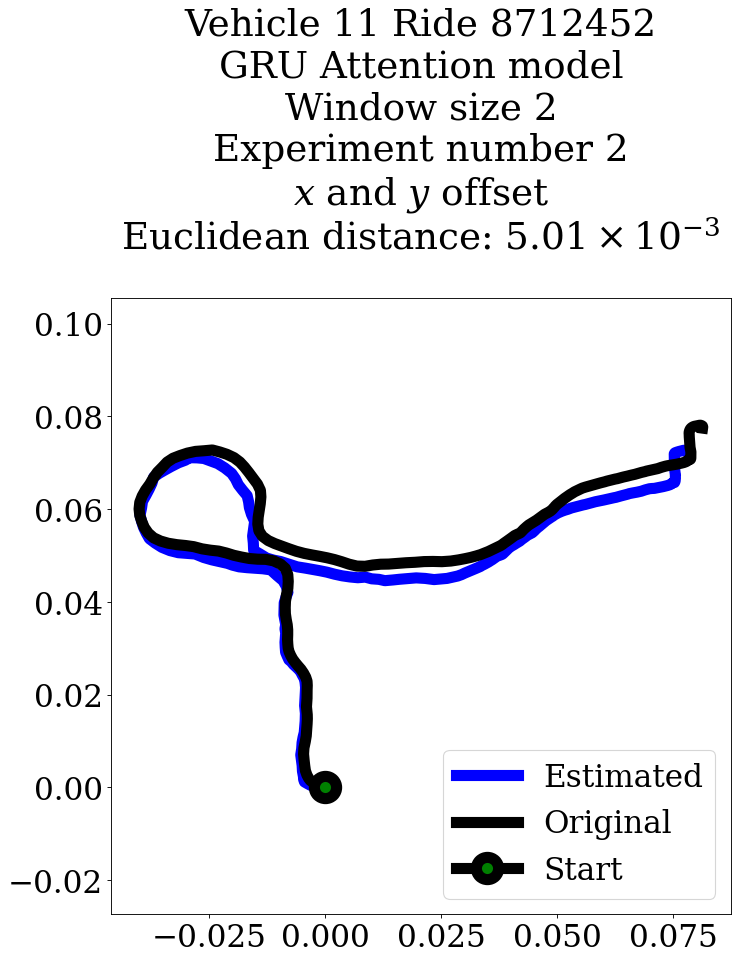 Vehicle 11 Ride 8712452
GRU Attention model
Window size 2
Experiment number 2
x and y offset
Euclidean distance: 5.01 × 10⁻³
0.10
0.08
0.06
0.04
0.02
0.00
−0.02
Estimated
Original
Start
−0.025 0.000 0.025 0.050 0.075